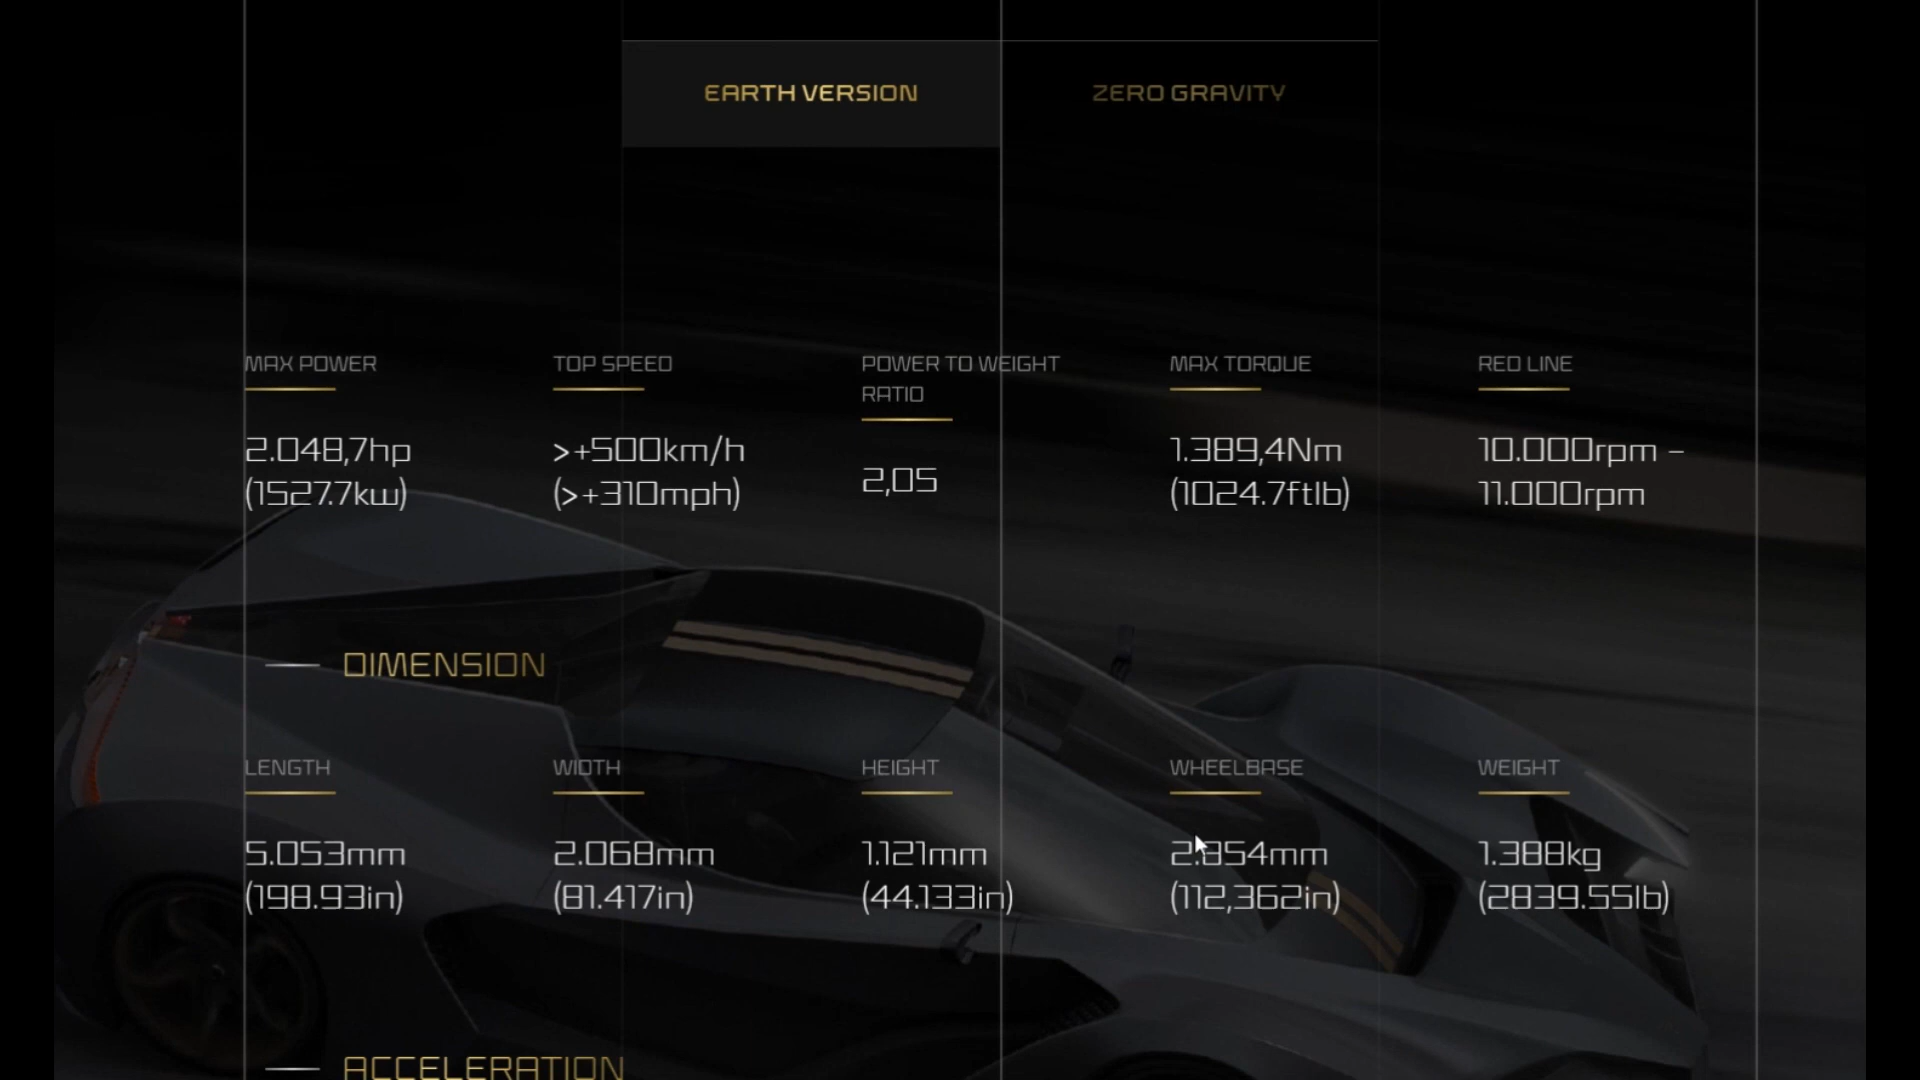 EARTH VERSION
ZERO GRAVITY
MAX POWER
2.048,7hp
(1527.7kw)
TOP SPEED
>+500km/h
(>+310mph)
POWER TO WEIGHT
RATIO
2,05
MAX TORQUE
1.389,4Nm
(1024.7ftlb)
RED LINE
10.000rpm –
11.000rpm
DIMENSION
LENGTH
5.053mm
(198.93in)
WIDTH
2.068mm
(81.417in)
HEIGHT
1.121mm
(44.133in)
WHEELBASE
2.854mm
(112,362in)
WEIGHT
1.388kg
(2839.55lb)
ACCELERATION